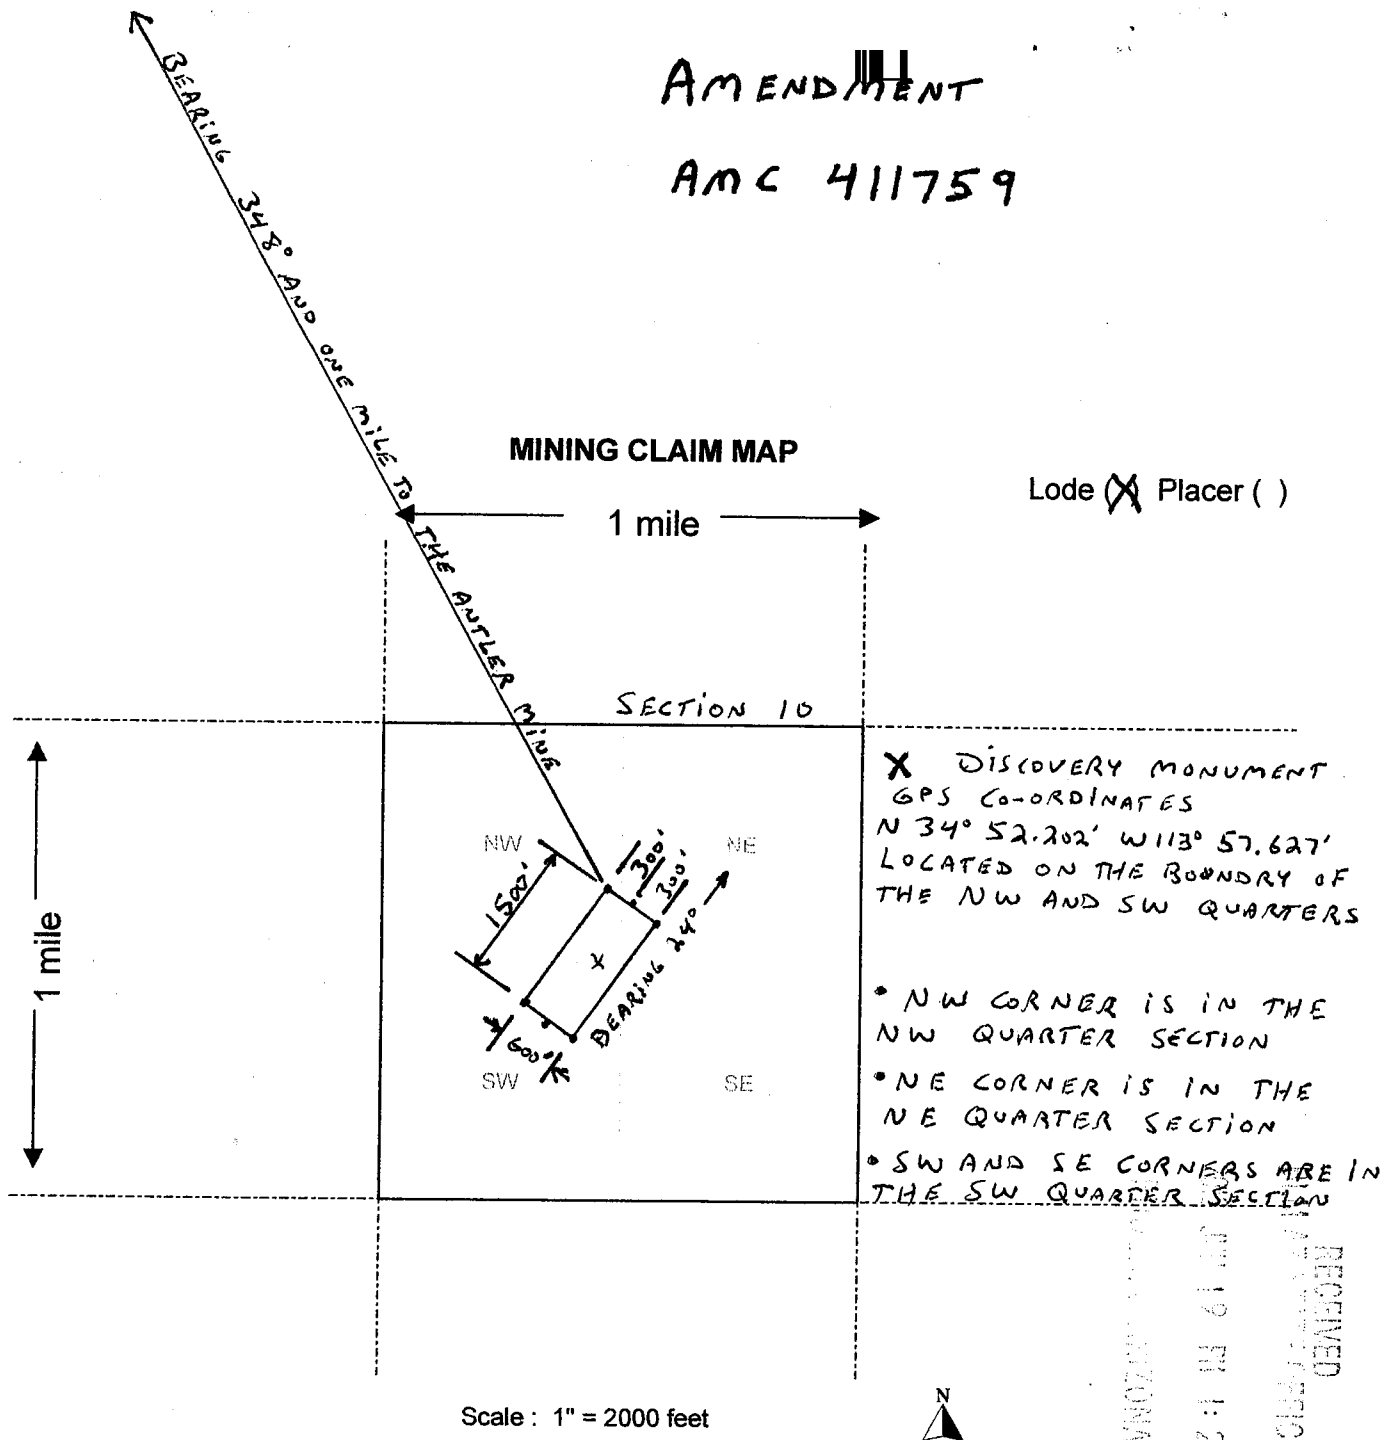 AMENDMENT
AMC 411759
BEARING 348° AND ONE MILE TO THE ANTLER MINE
MINING CLAIM MAP
Lode (X) Placer ( )
1 mile
SECTION 10
1 mile
NW
NE
SW
SE
1500'
300'
300'
600'
BEARING 24°
X
X DISCOVERY MONUMENT
GPS CO-ORDINATES
N 34° 52.202' W113° 57.627'
LOCATED ON THE BOUNDRY OF
THE NW AND SW QUARTERS
• NW CORNER IS IN THE
NW QUARTER SECTION
• NE CORNER IS IN THE
NE QUARTER SECTION
• SW AND SE CORNERS ARE IN
THE SW QUARTER SECTION
RECEIVED
19
ARIZONA
Scale : 1" = 2000 feet
N